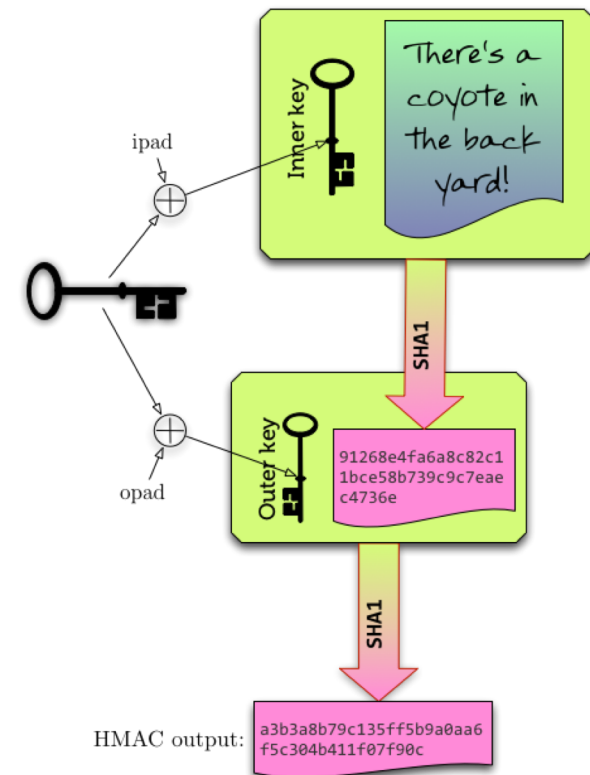 There's a
coyote in
the back
yard!
Inner key
ipad
SHA1
91268e4fa6a8c82c1
1bce58b739c9c7eae
c4736e
Outer key
opad
SHA1
HMAC output:
a3b3a8b79c135ff5b9a0aa6
f5c304b411f07f90c